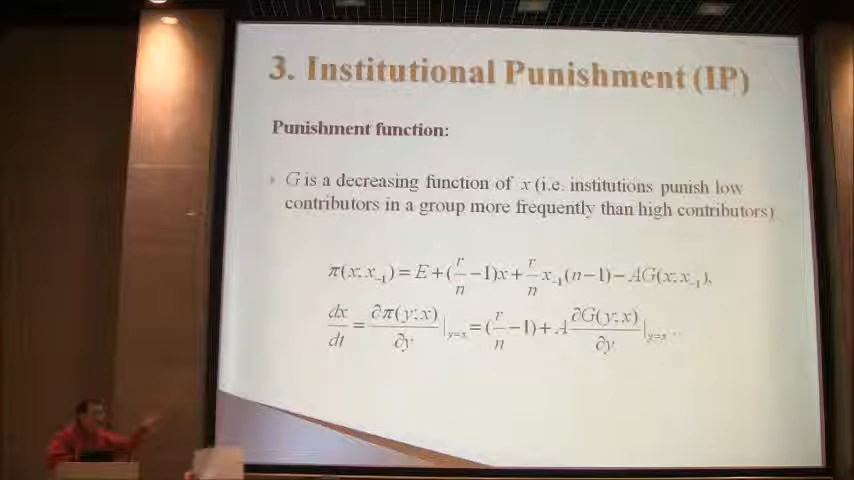 3. Institutional Punishment (IP)
Punishment function:
G is a decreasing function of x (i.e. institutions punish low
contributors in a group more frequently than high contributors)
π(x; x₋₁) = E + (r/n − 1)x + r/n x₋₁(n−1) − AG(x; x₋₁),
dx/dt = ∂π(y; x)/∂y |y=x = (r/n − 1) + A ∂G(y; x)/∂y |y=x ..